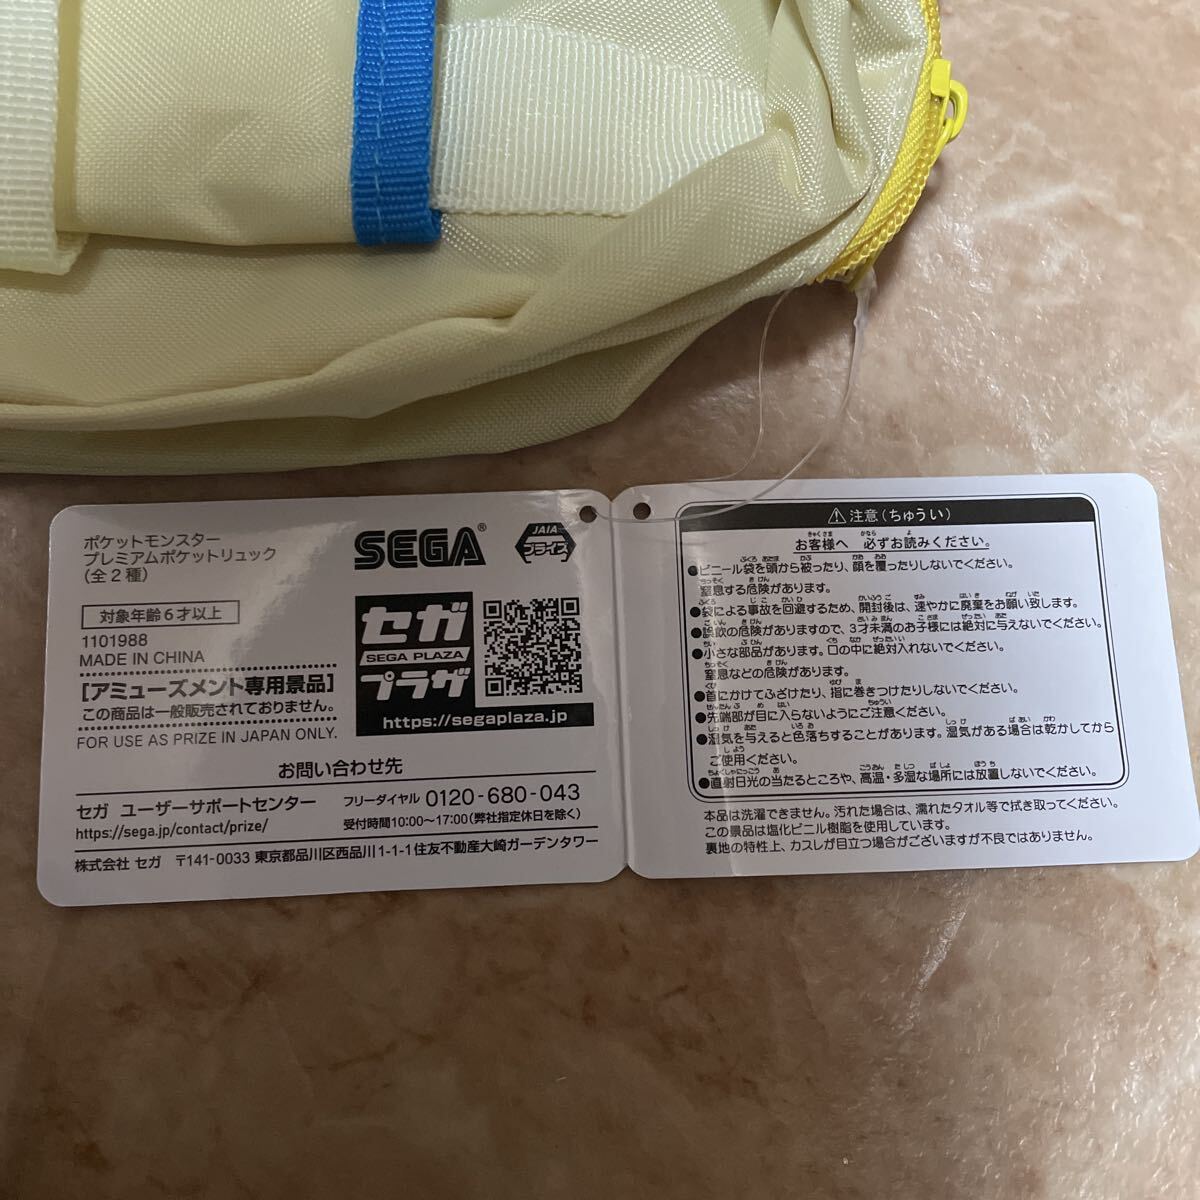 ポケットモンスター
プレミアムポケットリュック
(全2種)
対象年齢6才以上
1101988
MADE IN CHINA
[アミューズメント専用景品]
この商品は一般販売されておりません。
FOR USE AS PRIZE IN JAPAN ONLY.
SEGA®
JAIA
プライズ
セガ
SEGA PLAZA
プラザ
https://segaplaza.jp
お問い合わせ先
セガ ユーザーサポートセンター
https://sega.jp/contact/prize/
フリーダイヤル 0120-680-043
受付時間10:00〜17:00(弊社指定休日を除く)
株式会社 セガ 〒141-0033 東京都品川区西品川1-1-1住友不動産大崎ガーデンタワー
⚠注意(ちゅうい)
お客様へ 必ずお読みください。
●ビニール袋を頭から被ったり、顔を覆ったりしないでください。
窒息する危険があります。
●袋による事故を回避するため、開封後は、速やかに廃棄をお願い致します。
●誤飲の危険がありますので、3才未満のお子様には絶対に与えないでください。
●小さな部品があります。口の中に絶対入れないでください。
窒息などの危険があります。
●首にかけてふざけたり、指に巻きつけたりしないでください。
●先端部が目に入らないようにご注意ください。
●湿気を与えると色落ちすることがあります。湿気がある場合は乾かしてから
ご使用ください。
●直射日光の当たるところや、高温・多湿な場所には放置しないでください。
本品は洗濯できません。汚れた場合は、濡れたタオル等で拭き取ってください。
この景品は塩化ビニル樹脂を使用しています。
裏地の特性上、カスレが目立つ場合がございますが不良ではありません。